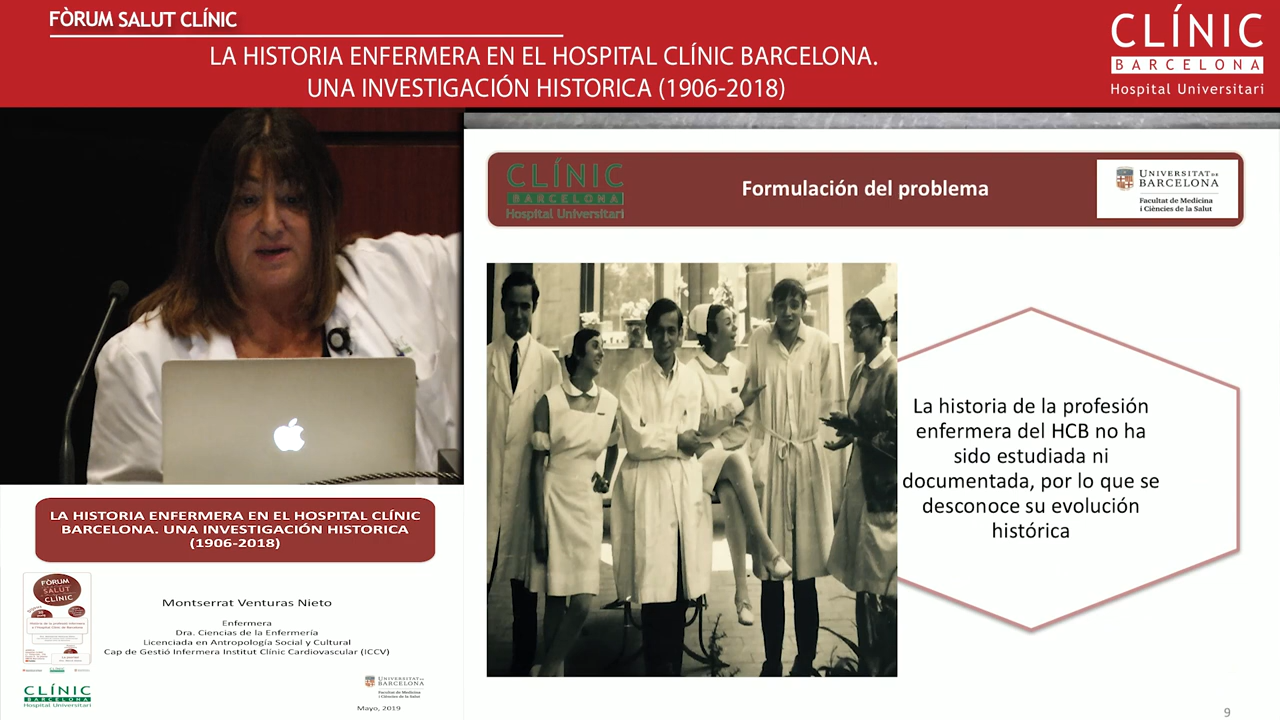 FÒRUM SALUT CLÍNIC
LA HISTORIA ENFERMERA EN EL HOSPITAL CLÍNIC BARCELONA.
UNA INVESTIGACIÓN HISTORICA (1906-2018)
CLÍNIC
BARCELONA
Hospital Universitari
CLÍNIC
BARCELONA
Hospital Universitari
Formulación del problema
UNIVERSITAT DE
BARCELONA
Facultat de Medicina
i Ciències de la Salut
La historia de la profesión
enfermera del HCB no ha
sido estudiada ni
documentada, por lo que se
desconoce su evolución
histórica
9
LA HISTORIA ENFERMERA EN EL HOSPITAL CLÍNIC
BARCELONA. UNA INVESTIGACIÓN HISTORICA
(1906-2018)
FÒRUM
SALUT
CLÍNIC
Montserrat Venturas Nieto
Enfermera
Dra. Ciencias de la Enfermería
Licenciada en Antropología Social y Cultural
Cap de Gestió Infermera Institut Clínic Cardiovascular (ICCV)
CLÍNIC
BARCELONA
Hospital Universitari
UNIVERSITAT DE
BARCELONA
Facultat de Medicina
i Ciències de la Salut
Mayo, 2019